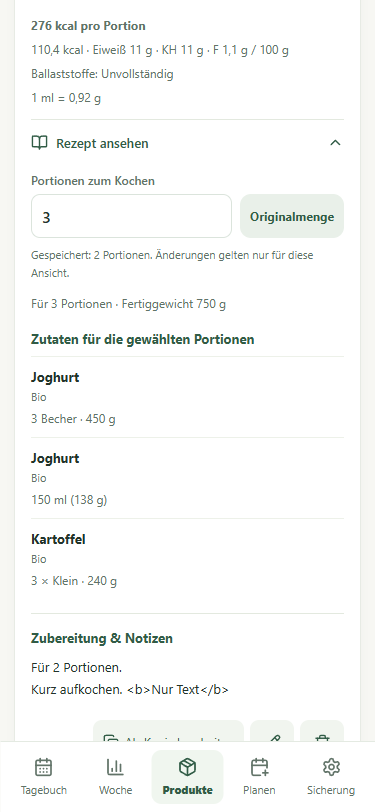 276 kcal pro Portion
110,4 kcal · Eiweiß 11 g · KH 11 g · F 1,1 g / 100 g
Ballaststoffe: Unvollständig
1 ml = 0,92 g
Rezept ansehen
Portionen zum Kochen
3
Originalmenge
Gespeichert: 2 Portionen. Änderungen gelten nur für diese
Ansicht.
Für 3 Portionen · Fertiggewicht 750 g
Zutaten für die gewählten Portionen
Joghurt
Bio
3 Becher · 450 g
Joghurt
Bio
150 ml (138 g)
Kartoffel
Bio
3 × Klein · 240 g
Zubereitung & Notizen
Für 2 Portionen.
Kurz aufkochen. <b>Nur Text</b>
Tagebuch
Woche
Produkte
Planen
Sicherung